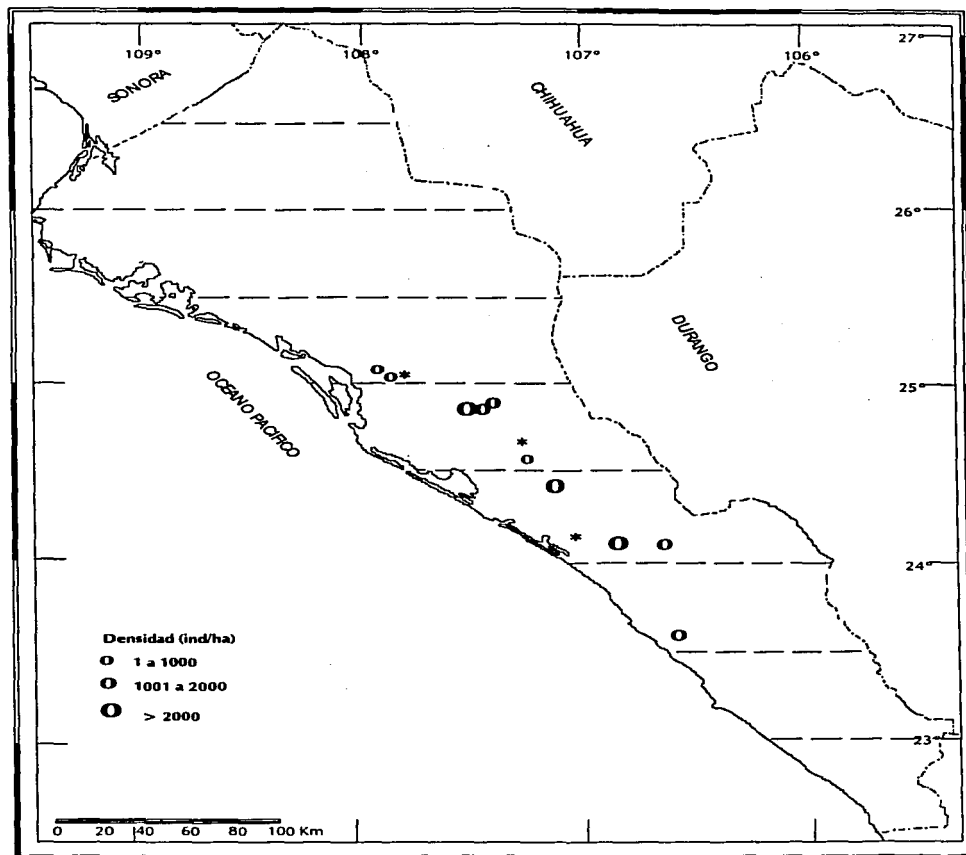 109° 108° 107° 106° 27°
SONORA
CHIHUAHUA
26°
DURANGO
OCEANO PACIFICO
25°
24°
Densidad (ind/ha)
O 1 a 1000
O 1001 a 2000
O > 2000
23°
0 20 40 60 80 100 Km